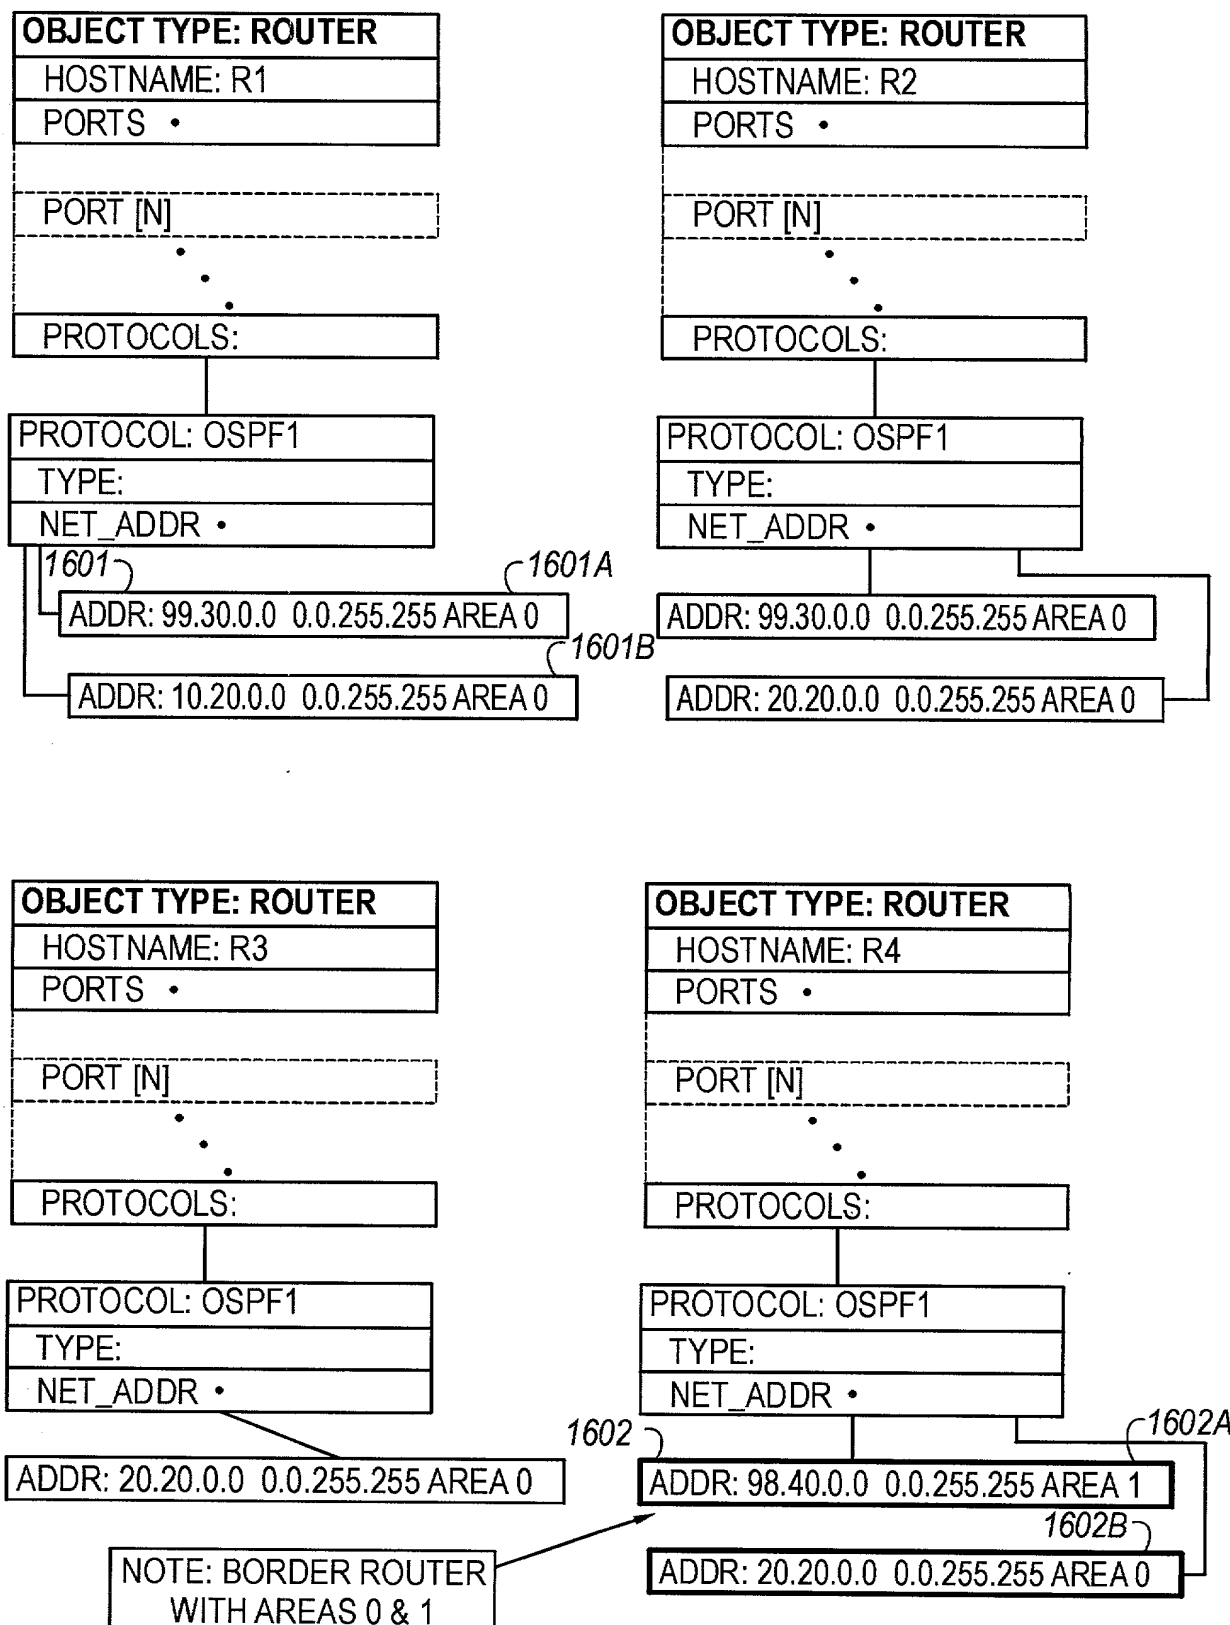 OBJECT TYPE: ROUTER
HOSTNAME: R1
PORTS •
PORT [N]
PROTOCOLS:
PROTOCOL: OSPF1
TYPE:
NET_ADDR •
1601
1601A
ADDR: 99.30.0.0 0.0.255.255 AREA 0
1601B
ADDR: 10.20.0.0 0.0.255.255 AREA 0
OBJECT TYPE: ROUTER
HOSTNAME: R2
PORTS •
PORT [N]
PROTOCOLS:
PROTOCOL: OSPF1
TYPE:
NET_ADDR •
ADDR: 99.30.0.0 0.0.255.255 AREA 0
ADDR: 20.20.0.0 0.0.255.255 AREA 0
OBJECT TYPE: ROUTER
HOSTNAME: R3
PORTS •
PORT [N]
PROTOCOLS:
PROTOCOL: OSPF1
TYPE:
NET_ADDR •
ADDR: 20.20.0.0 0.0.255.255 AREA 0
NOTE: BORDER ROUTER
WITH AREAS 0 & 1
OBJECT TYPE: ROUTER
HOSTNAME: R4
PORTS •
PORT [N]
PROTOCOLS:
PROTOCOL: OSPF1
TYPE:
NET_ADDR •
1602
1602A
ADDR: 98.40.0.0 0.0.255.255 AREA 1
1602B
ADDR: 20.20.0.0 0.0.255.255 AREA 0